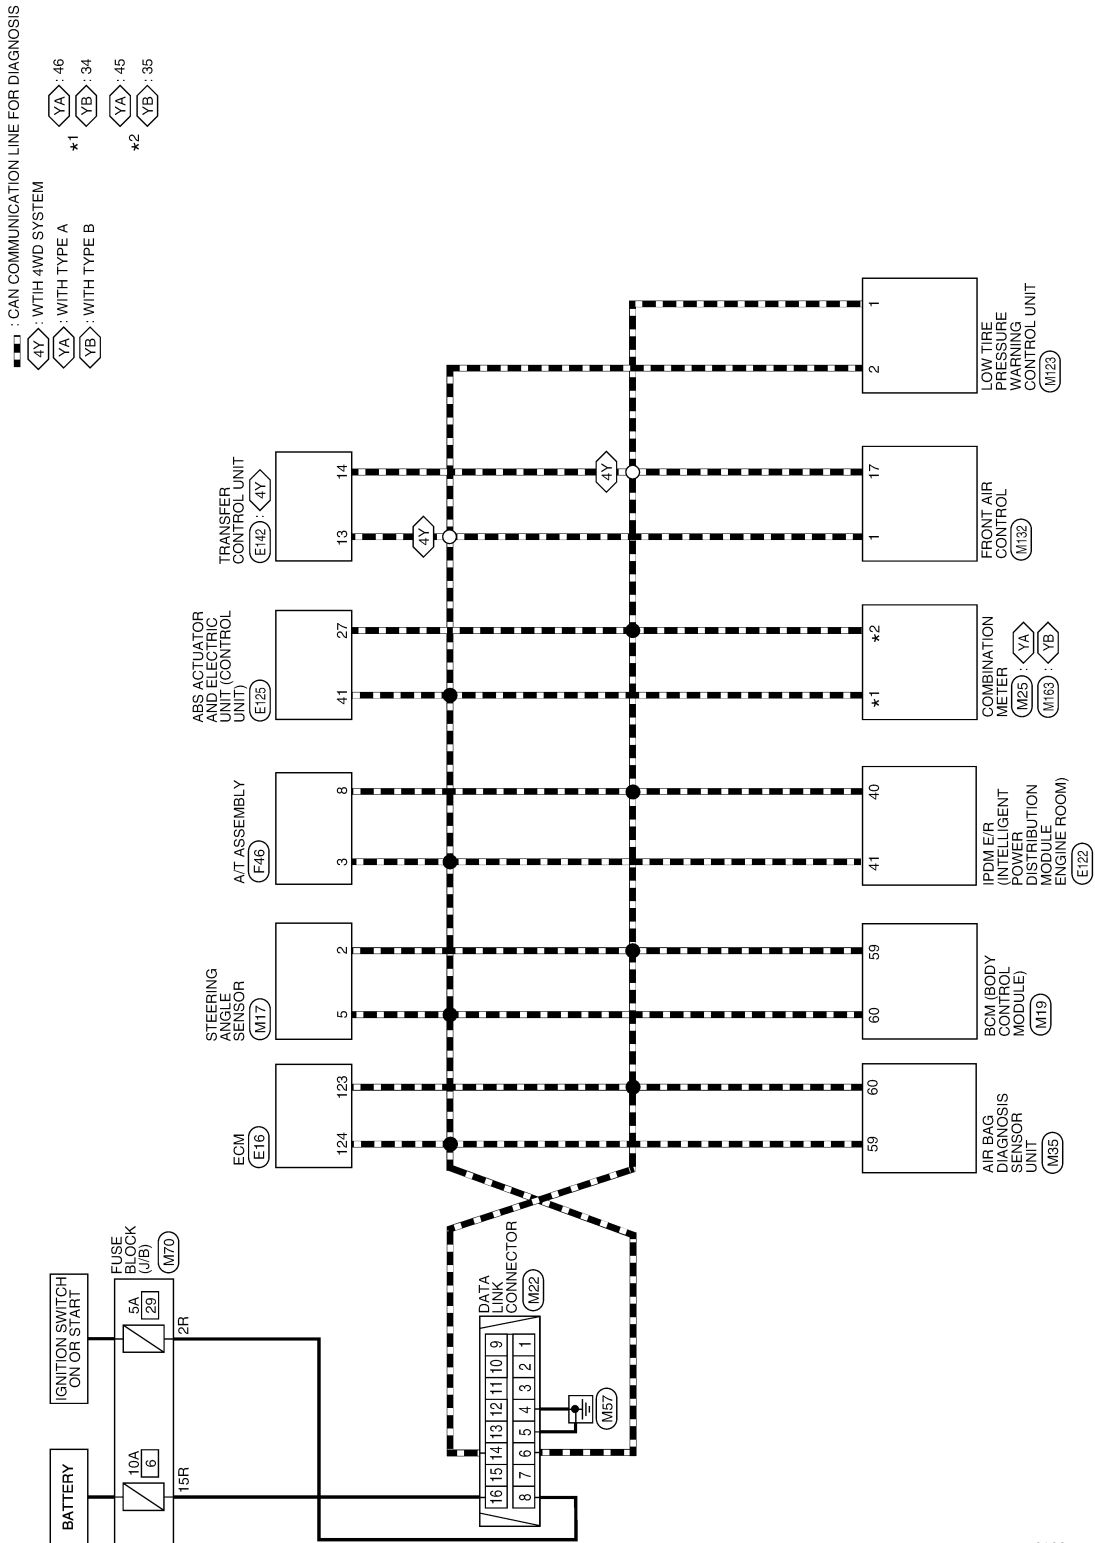 : CAN COMMUNICATION LINE FOR DIAGNOSIS
4Y : WTIH 4WD SYSTEM
YA : WITH TYPE A
YB : WITH TYPE B
*1
YA : 46
YB : 34
*2
YA : 45
YB : 35
BATTERY
IGNITION SWITCH
ON OR START
10A
6
5A
29
FUSE
BLOCK
(J/B)
M70
15R
2R
DATA
LINK
CONNECTOR
M22
16 15 14 13 12 11 10 9
8 7 6 5 4 3 2 1
M57
ECM
E16
124 123
STEERING
ANGLE
SENSOR
M17
5 2
A/T ASSEMBLY
F46
3 8
ABS ACTUATOR
AND ELECTRIC
UNIT (CONTROL
UNIT)
E125
41 27
TRANSFER
CONTROL UNIT
E142 : 4Y
13 14
4Y
4Y
59 60
AIR BAG
DIAGNOSIS
SENSOR
UNIT
M35
60 59
BCM (BODY
CONTROL
MODULE)
M19
41 40
IPDM E/R
(INTELLIGENT
POWER
DISTRIBUTION
MODULE
ENGINE ROOM)
E122
*1 *2
COMBINATION
METER
M25 : YA
M163 : YB
1 17
FRONT AIR
CONTROL
M132
2 1
LOW TIRE
PRESSURE
WARNING
CONTROL UNIT
M123